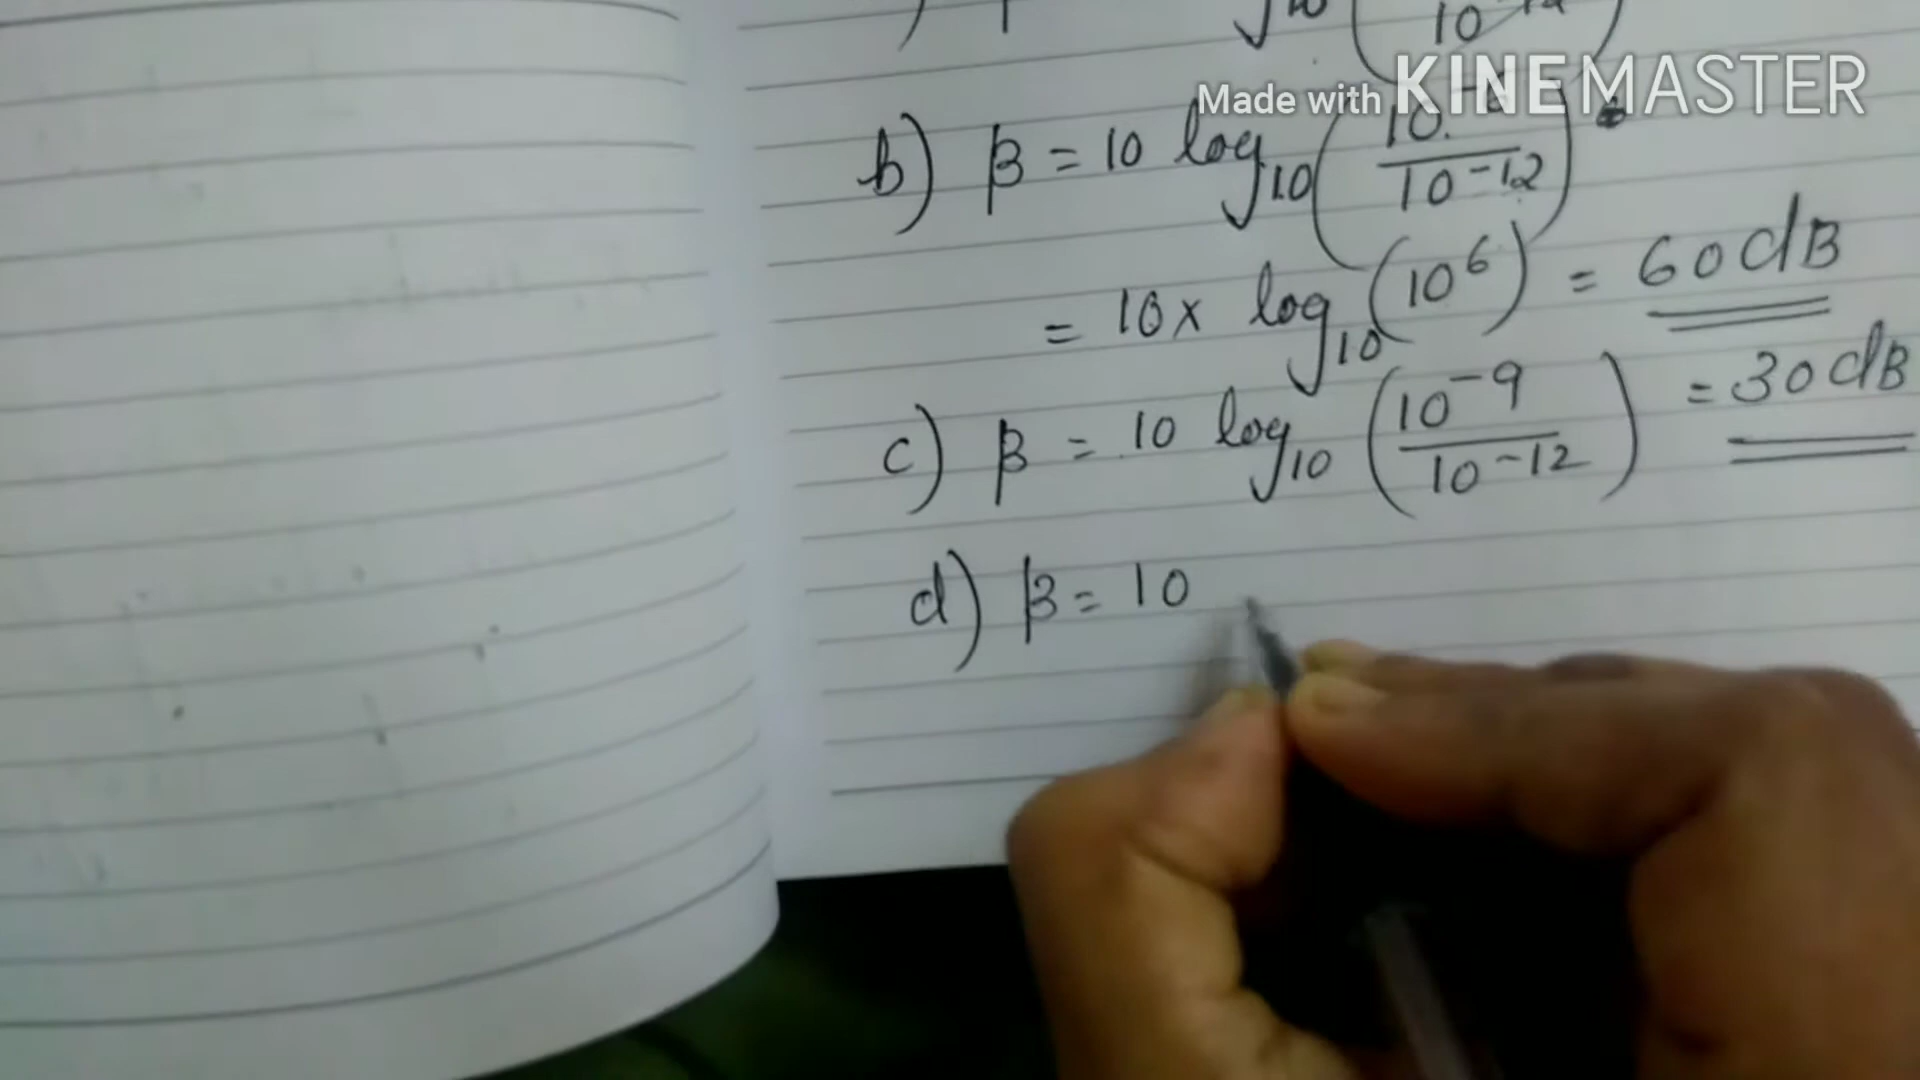 10
Made with KINEMASTER
b) β = 10 log₁₀ (10⁻⁶ / 10⁻¹²)
= 10 x log₁₀ (10⁶) = 60 dB
c) β = 10 log₁₀ (10⁻⁹ / 10⁻¹²) = 30 dB
d) β = 10